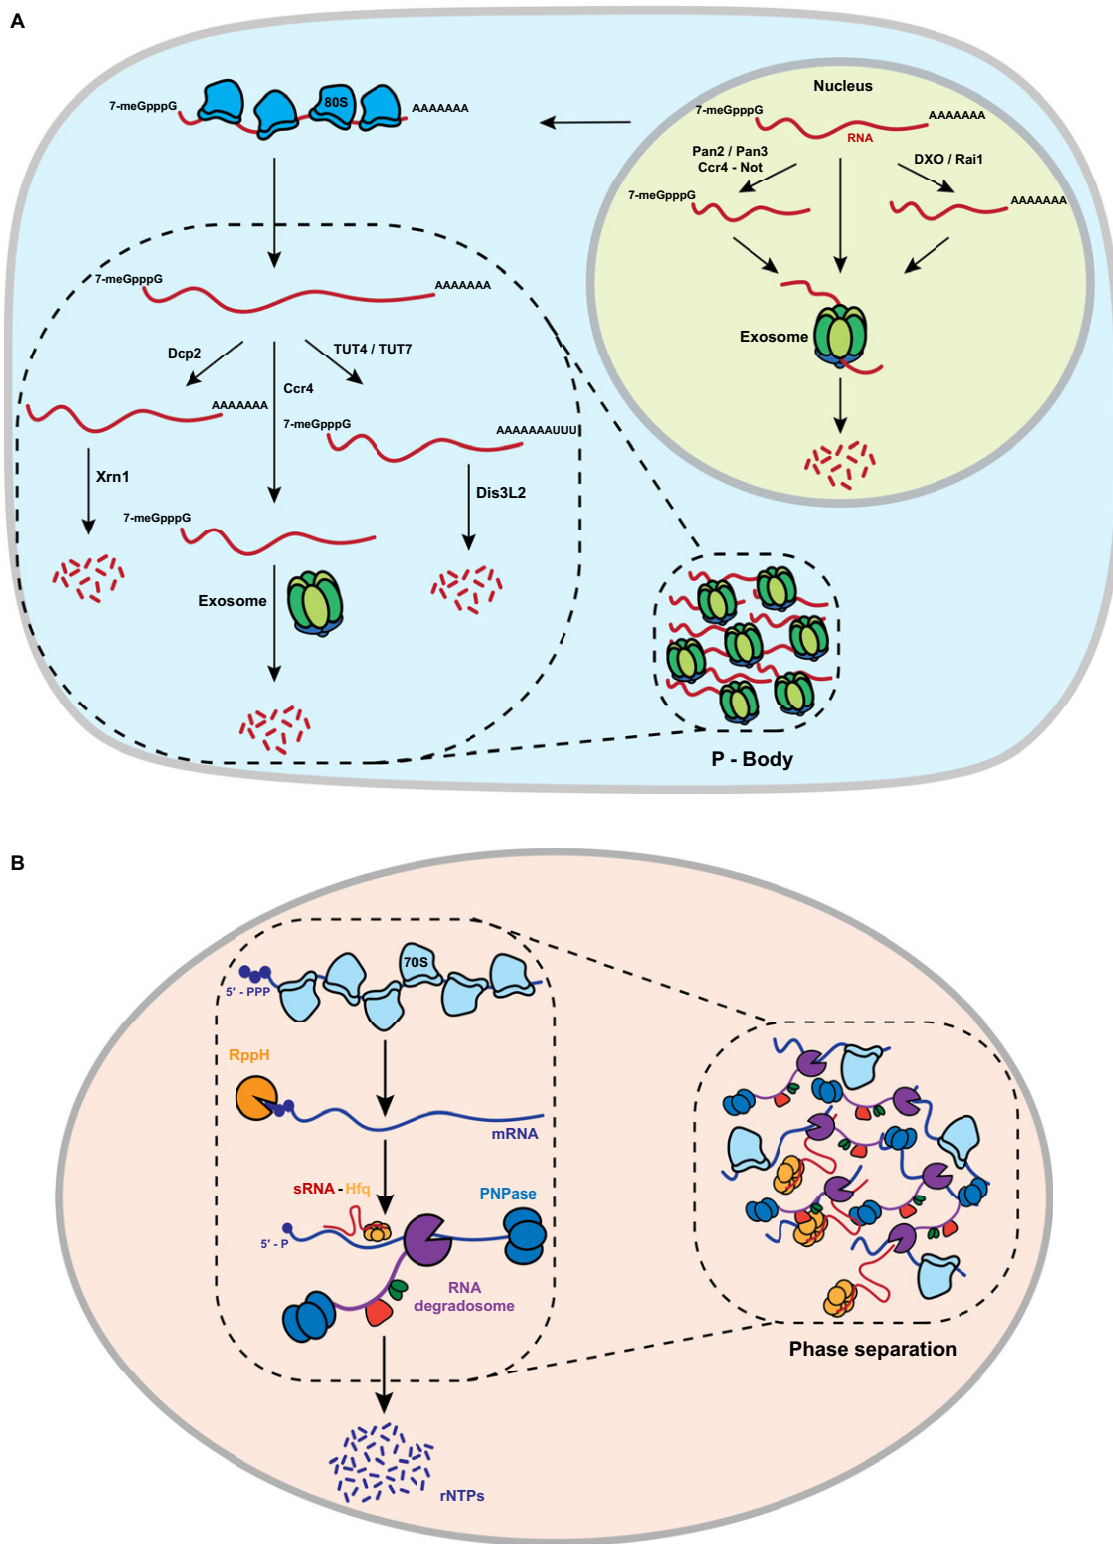 A
Nucleus
7-meGpppG
80S
AAAAAAA
7-meGpppG
AAAAAAA
RNA
Pan2 / Pan3
Ccr4 - Not
DXO / Rai1
7-meGpppG
AAAAAAA
7-meGpppG
AAAAAAA
Exosome
Dcp2
TUT4 / TUT7
Ccr4
AAAAAAA
7-meGpppG
AAAAAAAUUU
Xrn1
Dis3L2
7-meGpppG
Exosome
P - Body
B
70S
5′ - PPP
RppH
mRNA
sRNA - Hfq
PNPase
5′ - P
RNA
degradosome
Phase separation
rNTPs